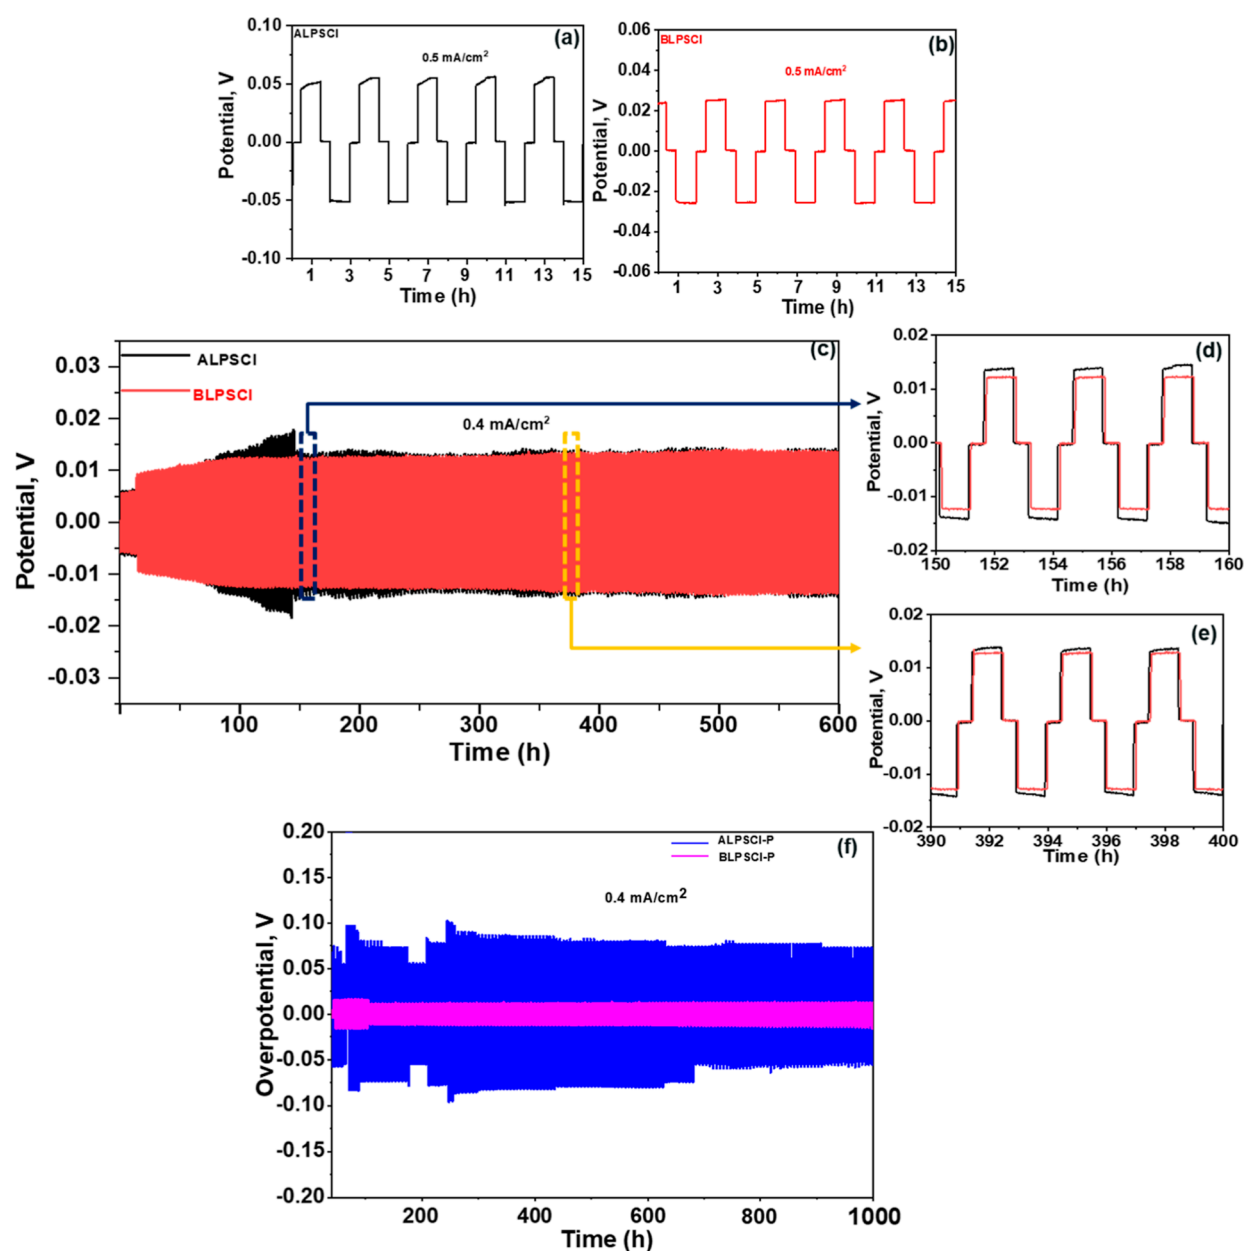 ALPSCl
(a)
0.5 mA/cm²
0.10
0.05
0.00
-0.05
-0.10
Potential, V
1 3 5 7 9 11 13 15
Time (h)
BLPSCl
(b)
0.5 mA/cm²
0.06
0.04
0.02
0.00
-0.02
-0.04
-0.06
Potential, V
1 3 5 7 9 11 13 15
Time (h)
(c)
ALPSCl
BLPSCl
0.4 mA/cm²
0.03
0.02
0.01
0.00
-0.01
-0.02
-0.03
Potential, V
100 200 300 400 500 600
Time (h)
(d)
0.02
0.01
0.00
-0.01
-0.02
Potential, V
150 152 154 156 158 160
Time (h)
(e)
0.02
0.01
0.00
-0.01
-0.02
Potential, V
390 392 394 396 398 400
Time (h)
(f)
ALPSCl-P
BLPSCl-P
0.4 mA/cm²
0.20
0.15
0.10
0.05
0.00
-0.05
-0.10
-0.15
-0.20
Overpotential, V
200 400 600 800 1000
Time (h)